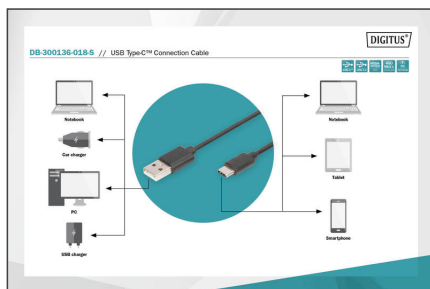 DIGITUS®
DB-300136-018-S // USB Type-C™ Connection Cable
Notebook
Car charger
PC
USB charger
Notebook
Tablet
Smartphone